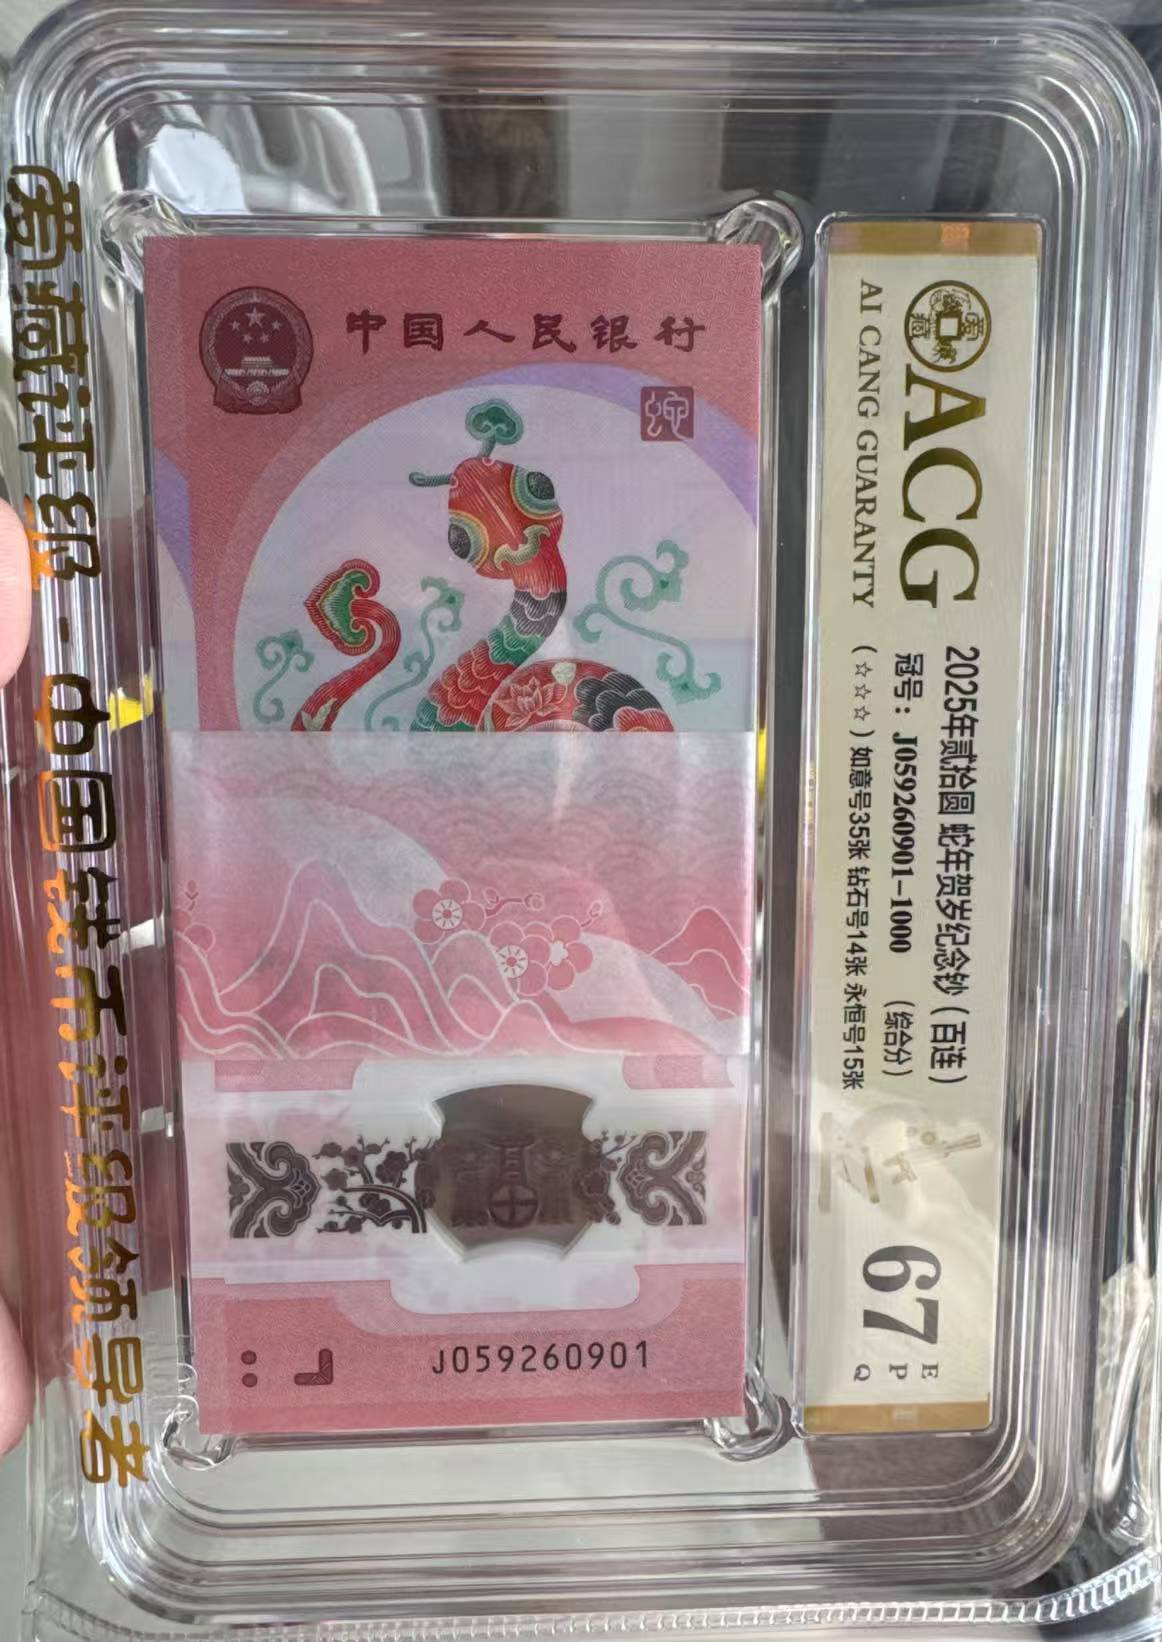 爱藏评级-中国钱币评级领导者
中国人民银行
蛇
J059260901
ACG
AI CANG GUARANTY
2025年贰拾圆 蛇年贺岁纪念钞(百连)
冠号:J059260901-1000 (综合分)
(☆☆☆)如意号35张 钻石号14张 永恒号15张
67
E
P
Q